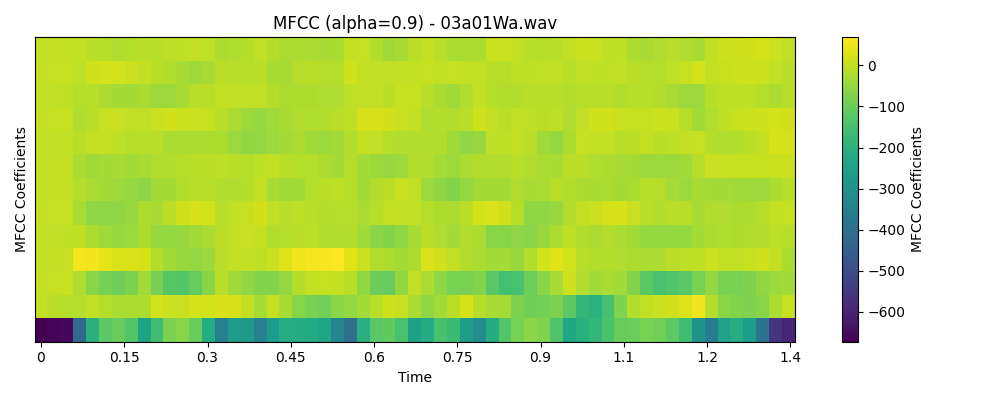 MFCC (alpha=0.9) - 03a01Wa.wav
MFCC Coefficients
0
−100
−200
−300
−400
−500
−600
MFCC Coefficients
0 0.15 0.3 0.45 0.6 0.75 0.9 1.1 1.2 1.4
Time